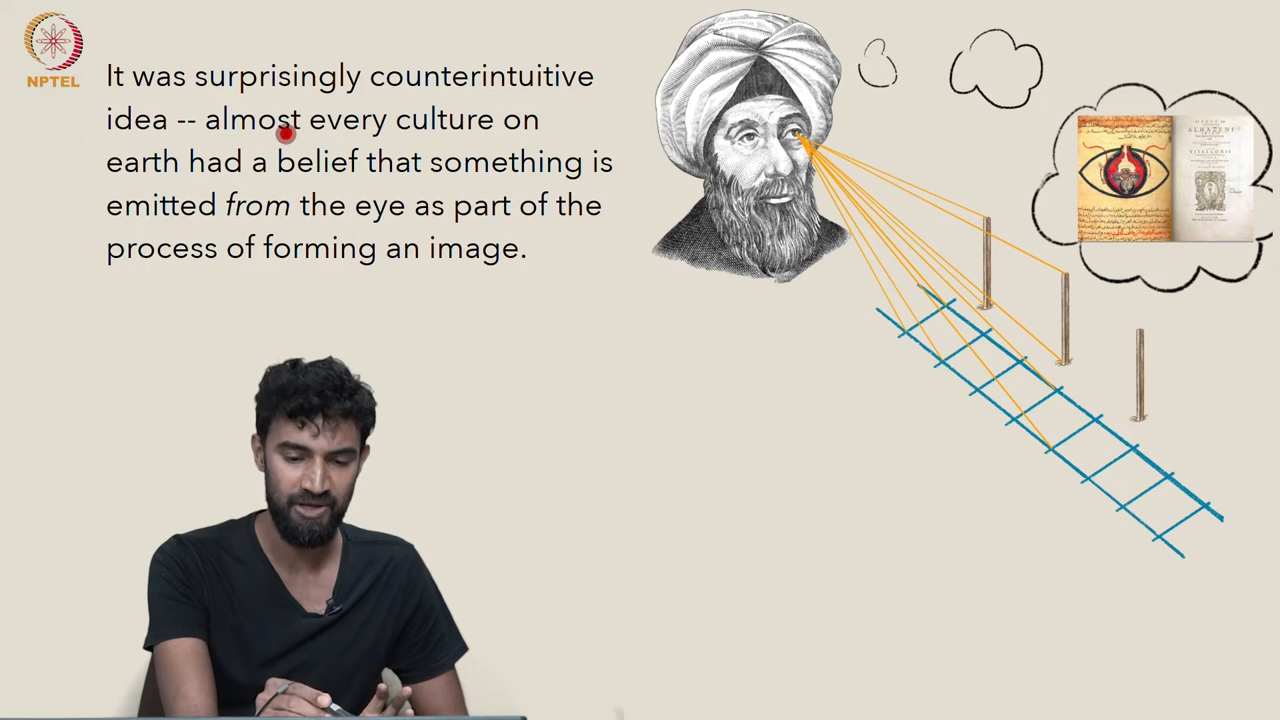 NPTEL
It was surprisingly counterintuitive
idea -- almost every culture on
earth had a belief that something is
emitted from the eye as part of the
process of forming an image.
ALHAZENI
VITELLONIS